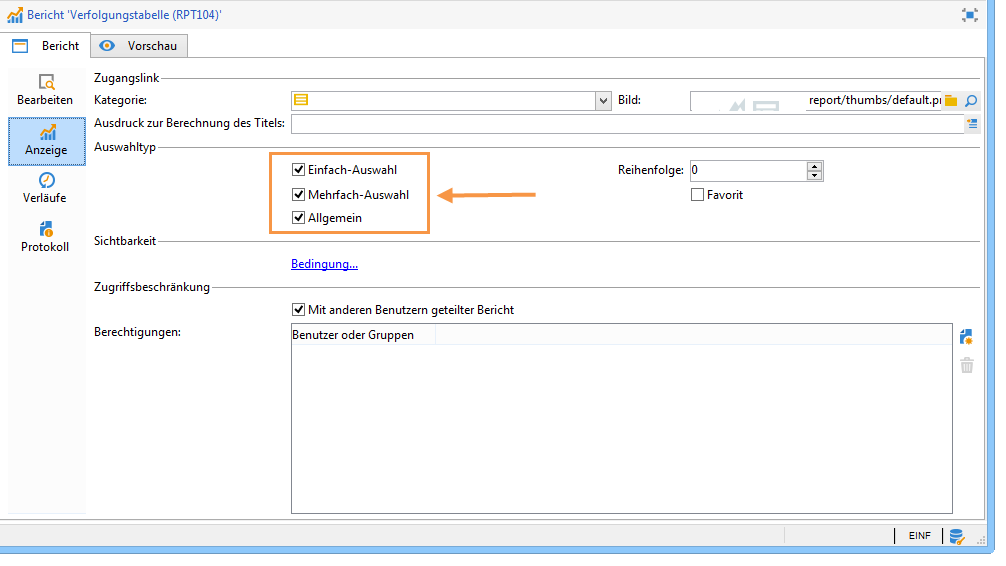 Bericht 'Verfolgungstabelle (RPT104)'
Bericht Vorschau
Bearbeiten
Anzeige
Verläufe
Protokoll
Zugangslink
Kategorie: Bild: report/thumbs/default.p
Ausdruck zur Berechnung des Titels:
Auswahltyp
Einfach-Auswahl Reihenfolge: 0
Mehrfach-Auswahl Favorit
Allgemein
Sichtbarkeit
Bedingung...
Zugriffsbeschränkung
Mit anderen Benutzern geteilter Bericht
Berechtigungen: Benutzer oder Gruppen
EINF